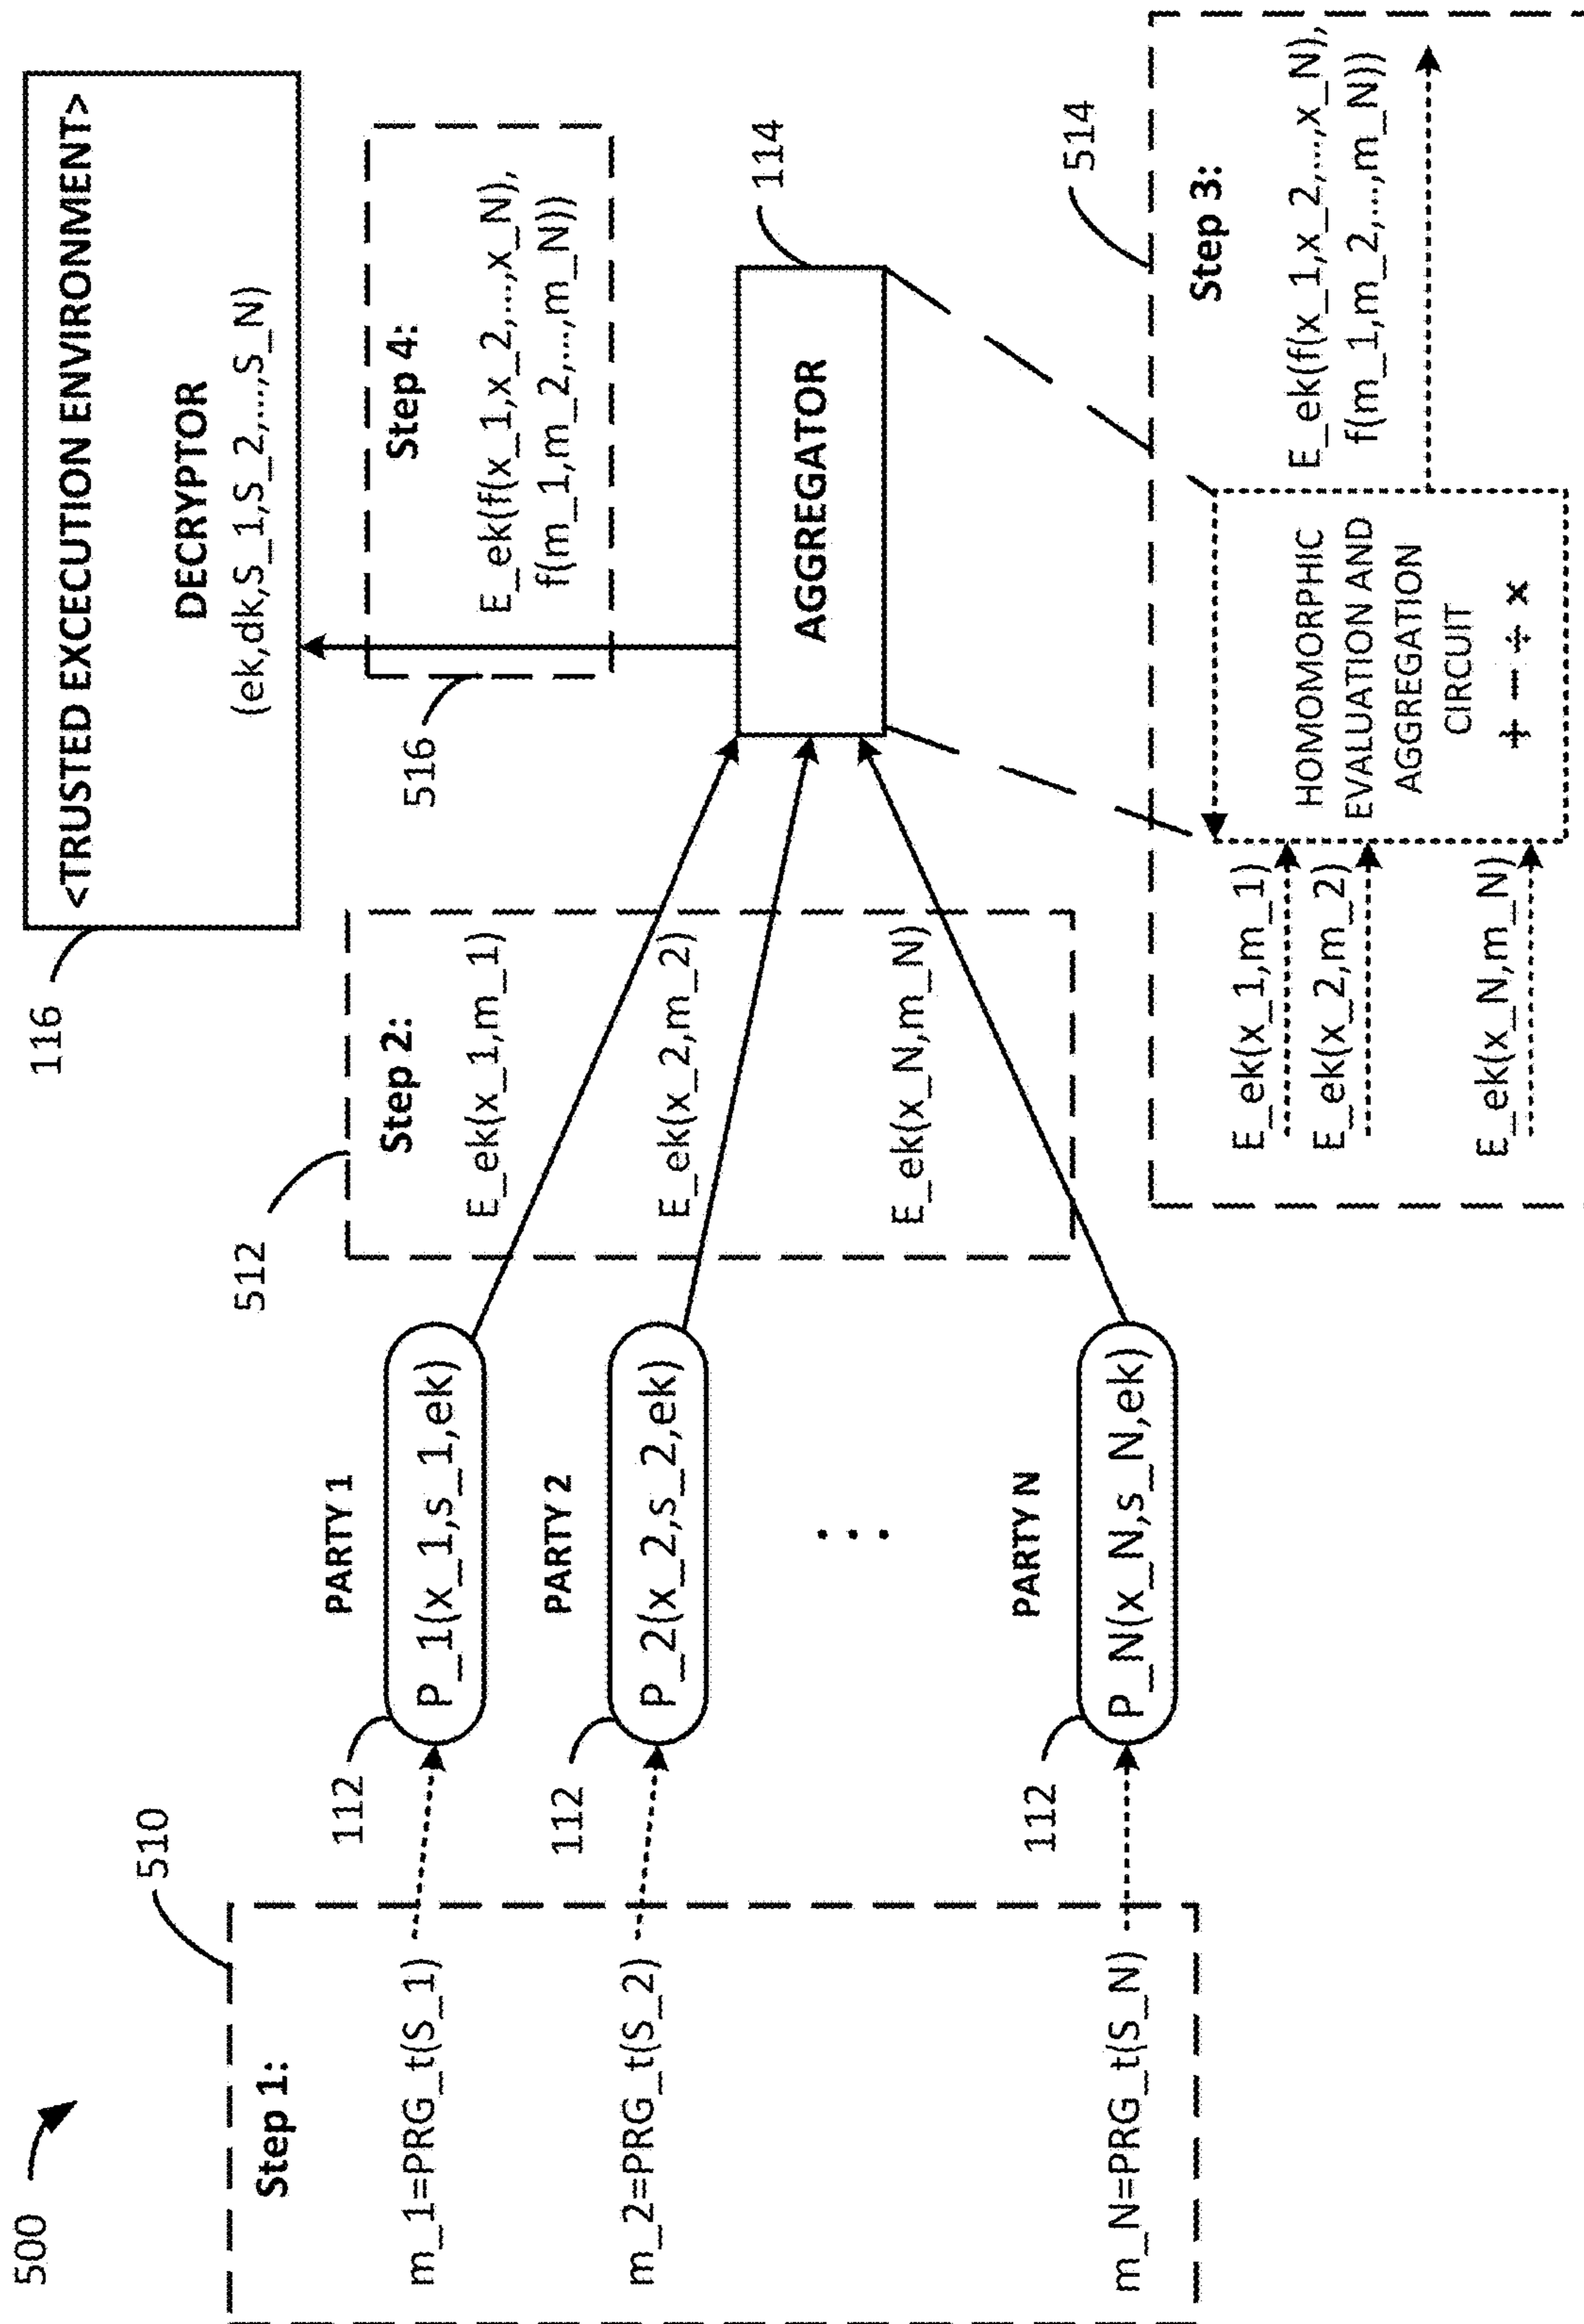 500
510
Step 1:
m_1=PRG_t(S_1)
m_2=PRG_t(S_2)
m_N=PRG_t(S_N)
PARTY 1
112
P_1(x_1,s_1,ek)
PARTY 2
112
P_2(x_2,s_2,ek)
...
PARTY N
112
P_N(x_N,s_N,ek)
512
Step 2:
E_ek(x_1,m_1)
E_ek(x_2,m_2)
E_ek(x_N,m_N)
116
<TRUSTED EXCECUTION ENVIRONMENT>
DECRYPTOR
(ek,dk,S_1,S_2,...,S_N)
516
Step 4:
E_ek(f(x_1,x_2,...,x_N),
f(m_1,m_2,...,m_N))
114
AGGREGATOR
514
Step 3:
E_ek(x_1,m_1)
E_ek(x_2,m_2)
E_ek(x_N,m_N)
HOMOMORPHIC
EVALUATION AND
AGGREGATION
CIRCUIT
+ − ÷ x
E_ek(f(x_1,x_2,...,x_N),
f(m_1,m_2,...,m_N))